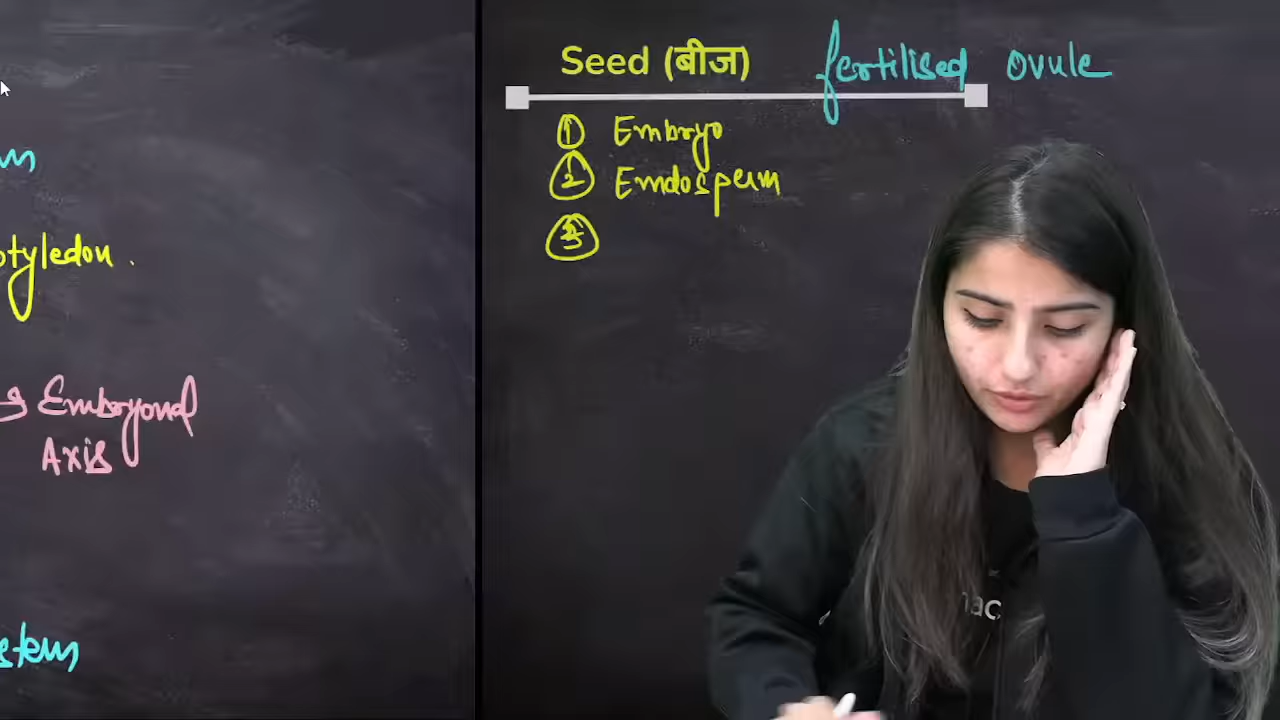 Seed (बीज) fertilised ovule
① Embryo
② Endosperm
③
otyledon.
Embryonal
Axis
stem